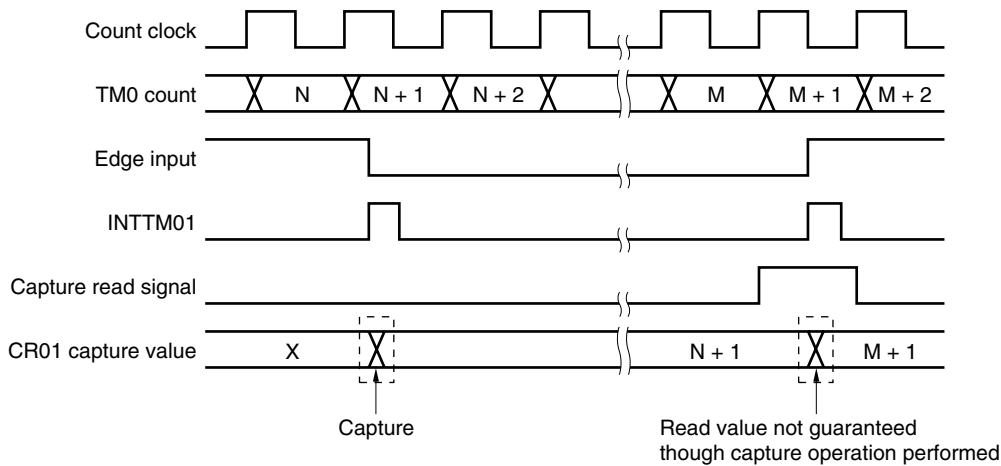 Count clock
TM0 count N N + 1 N + 2 M M + 1 M + 2
Edge input
INTTM01
Capture read signal
CR01 capture value X N + 1 M + 1
Capture
Read value not guaranteed
though capture operation performed